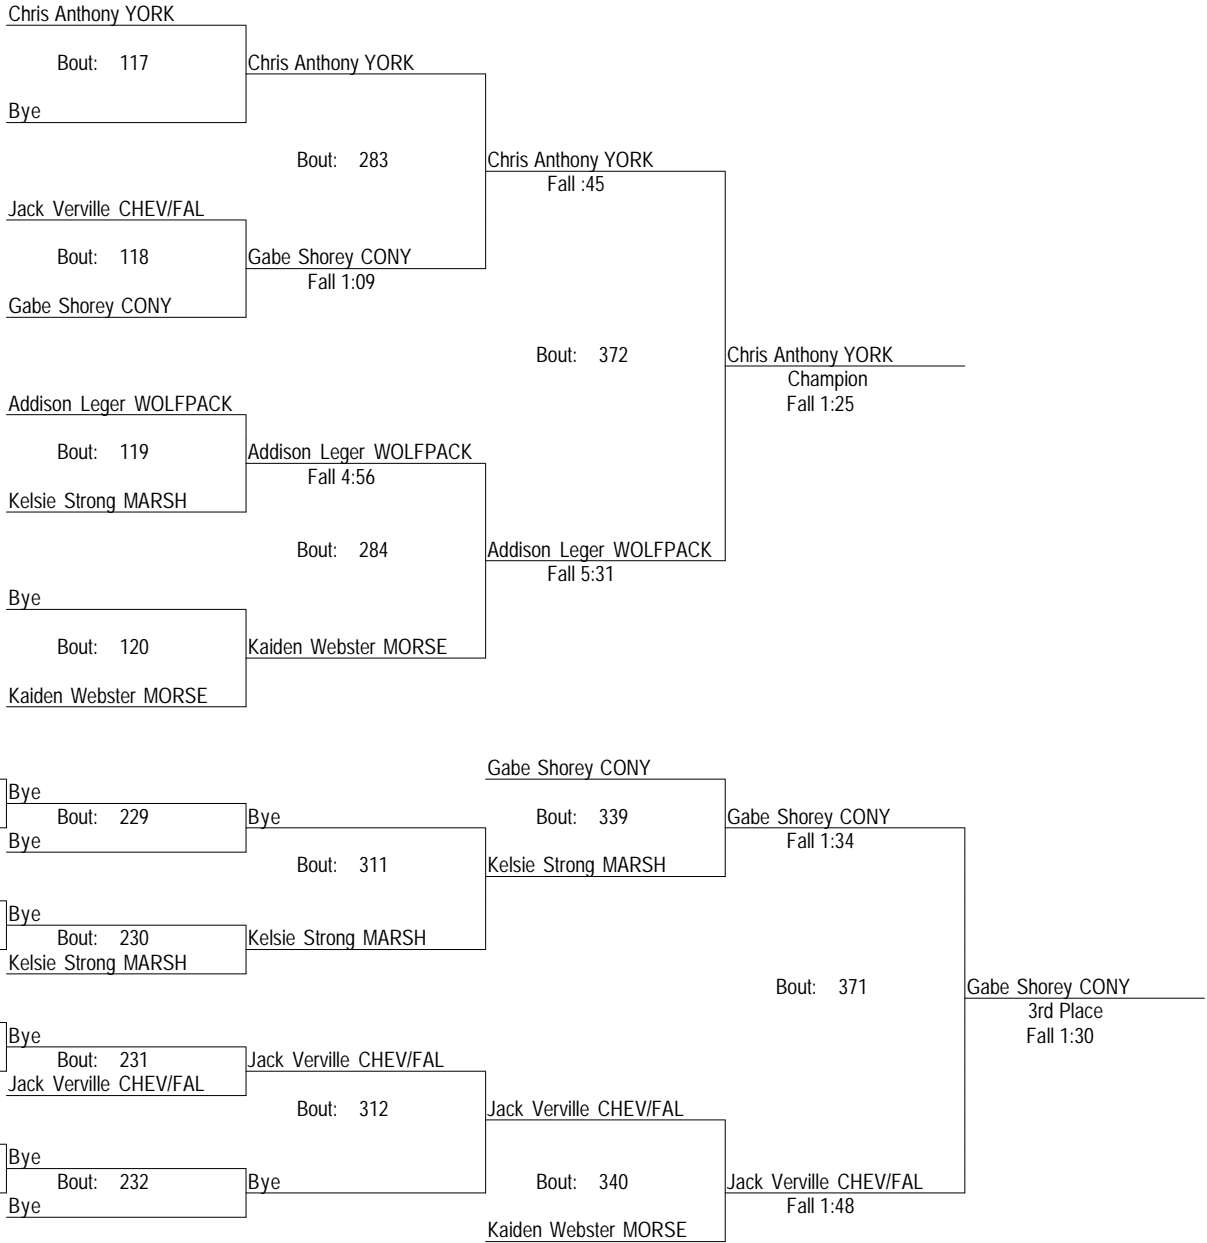 Chris Anthony YORK
Bout: 117
Chris Anthony YORK
Bye
Bout: 283
Chris Anthony YORK
Fall :45
Jack Verville CHEV/FAL
Bout: 118
Gabe Shorey CONY
Fall 1:09
Gabe Shorey CONY
Bout: 372
Chris Anthony YORK
Champion
Fall 1:25
Addison Leger WOLFPACK
Bout: 119
Addison Leger WOLFPACK
Fall 4:56
Kelsie Strong MARSH
Bout: 284
Addison Leger WOLFPACK
Fall 5:31
Bye
Bout: 120
Kaiden Webster MORSE
Kaiden Webster MORSE
Gabe Shorey CONY
Bye
Bout: 229
Bye
Bout: 339
Gabe Shorey CONY
Fall 1:34
Bye
Bout: 311
Kelsie Strong MARSH
Bye
Bout: 230
Kelsie Strong MARSH
Kelsie Strong MARSH
Bout: 371
Gabe Shorey CONY
3rd Place
Fall 1:30
Bye
Bout: 231
Jack Verville CHEV/FAL
Jack Verville CHEV/FAL
Bout: 312
Jack Verville CHEV/FAL
Bye
Bout: 232
Bye
Bout: 340
Jack Verville CHEV/FAL
Fall 1:48
Bye
Kaiden Webster MORSE